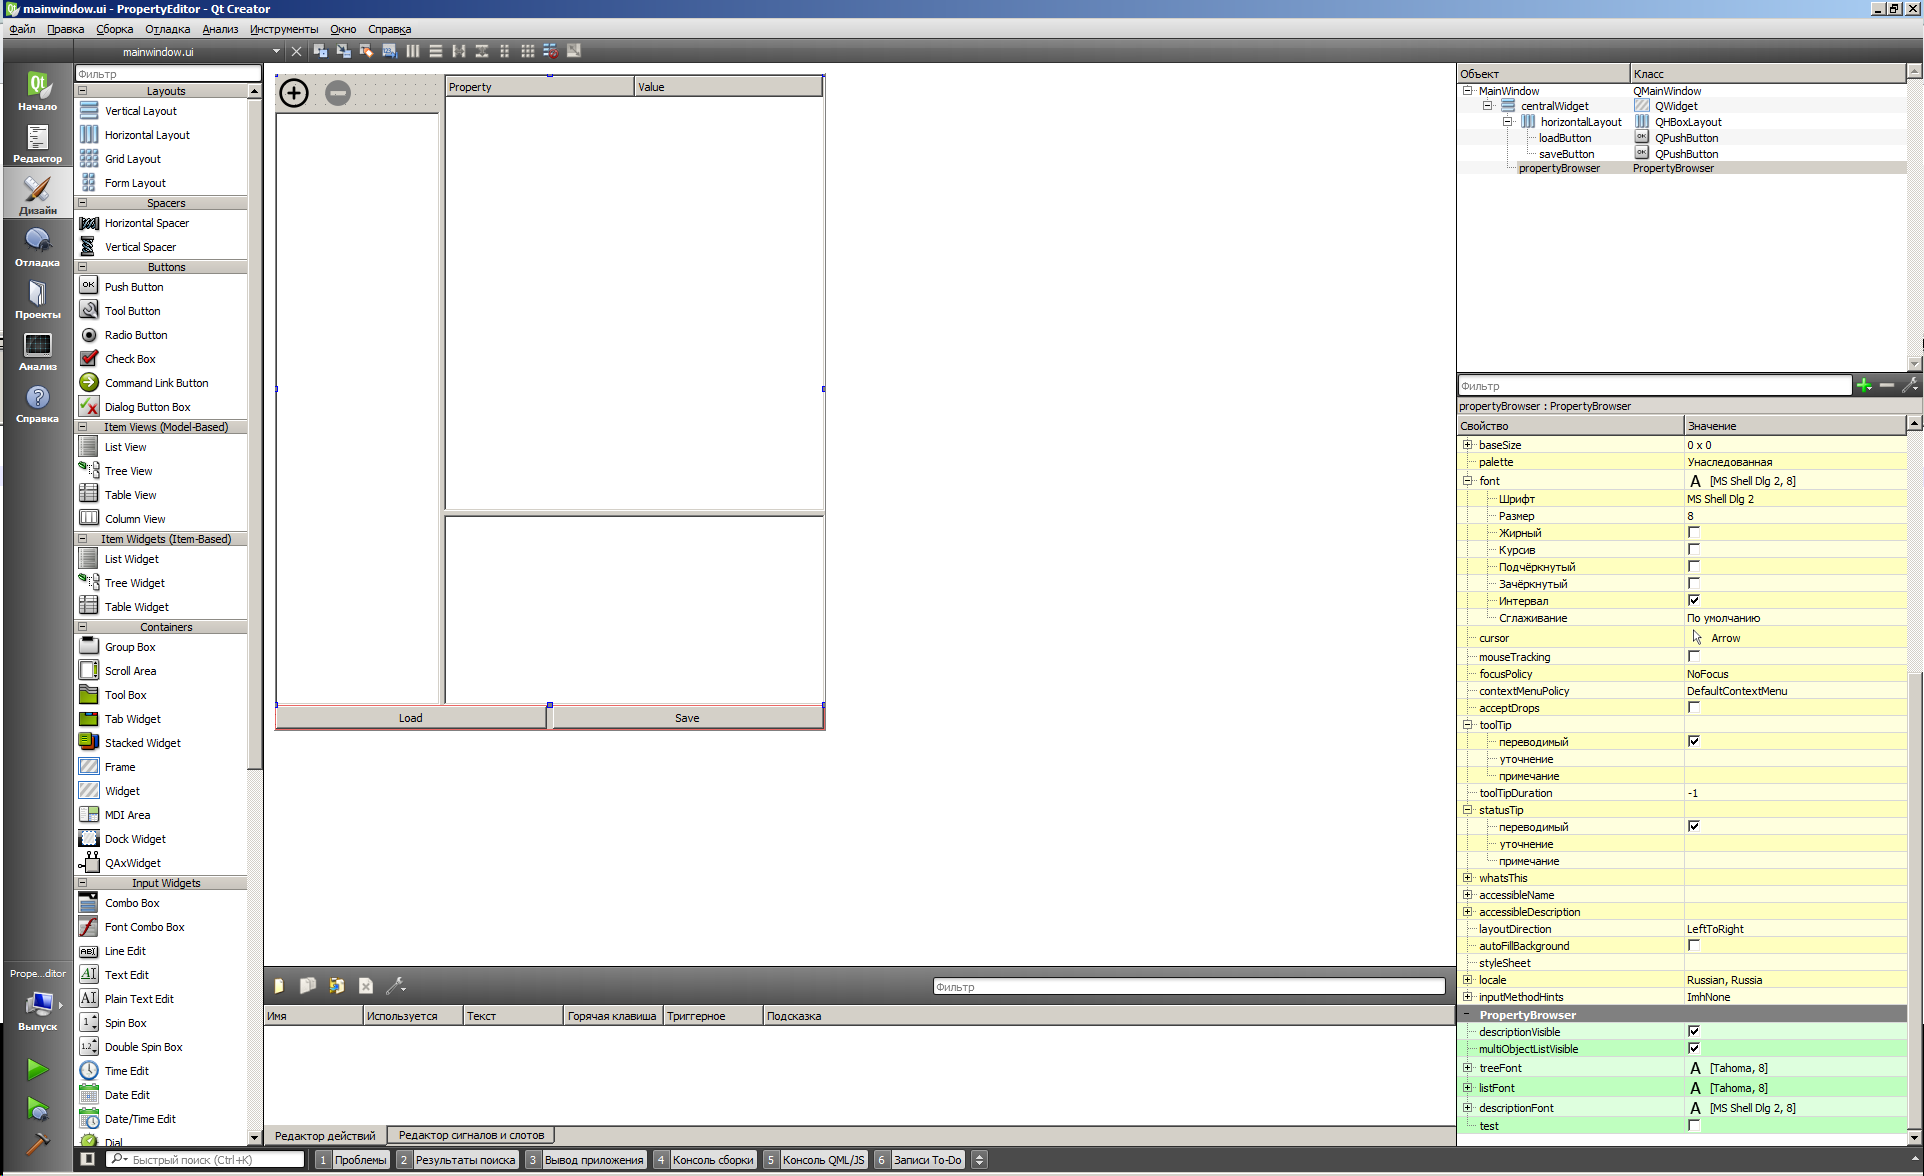 mainwindow.ui - PropertyEditor - Qt Creator
Файл Правка Сборка Отладка Анализ Инструменты Окно Справка
mainwindow.ui
Начало
Редактор
Дизайн
Отладка
Проекты
Анализ
Справка
Prope...ditor
Выпуск
Фильтр
Layouts
Vertical Layout
Horizontal Layout
Grid Layout
Form Layout
Spacers
Horizontal Spacer
Vertical Spacer
Buttons
Push Button
Tool Button
Radio Button
Check Box
Command Link Button
Dialog Button Box
Item Views (Model-Based)
List View
Tree View
Table View
Column View
Item Widgets (Item-Based)
List Widget
Tree Widget
Table Widget
Containers
Group Box
Scroll Area
Tool Box
Tab Widget
Stacked Widget
Frame
Widget
MDI Area
Dock Widget
QAxWidget
Input Widgets
Combo Box
Font Combo Box
Line Edit
Text Edit
Plain Text Edit
Spin Box
Double Spin Box
Time Edit
Date Edit
Date/Time Edit
Dial
Property Value
Load Save
Фильтр
Имя Используется Текст Горячая клавиша Триггерное Подсказка
Редактор действий Редактор сигналов и слотов
Объект Класс
MainWindow QMainWindow
centralWidget QWidget
horizontalLayout QHBoxLayout
loadButton QPushButton
saveButton QPushButton
propertyBrowser PropertyBrowser
Фильтр
propertyBrowser : PropertyBrowser
Свойство Значение
baseSize 0 x 0
palette Унаследованная
font A [MS Shell Dlg 2, 8]
Шрифт MS Shell Dlg 2
Размер 8
Жирный
Курсив
Подчёркнутый
Зачёркнутый
Интервал
Сглаживание По умолчанию
cursor Arrow
mouseTracking
focusPolicy NoFocus
contextMenuPolicy DefaultContextMenu
acceptDrops
toolTip
переводимый
уточнение
примечание
toolTipDuration -1
statusTip
переводимый
уточнение
примечание
whatsThis
accessibleName
accessibleDescription
layoutDirection LeftToRight
autoFillBackground
styleSheet
locale Russian, Russia
inputMethodHints ImhNone
PropertyBrowser
descriptionVisible
multiObjectListVisible
treeFont A [Tahoma, 8]
listFont A [Tahoma, 8]
descriptionFont A [MS Shell Dlg 2, 8]
test
Быстрый поиск (Ctrl+K) 1 Проблемы 2 Результаты поиска 3 Вывод приложения 4 Консоль сборки 5 Консоль QML/JS 6 Записи To-Do